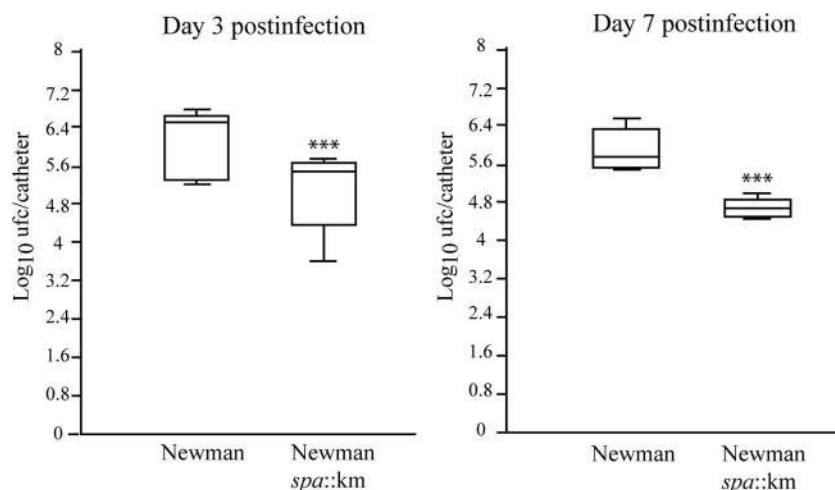 Day 3 postinfection
8
7.2
6.4
5.6
4.8
4
3.2
2.4
1.6
0.8
0
Log10 ufc/catheter
***
Newman
Newman
spa::km
Day 7 postinfection
8
7.2
6.4
5.6
4.8
4
3.2
2.4
1.6
0.8
0
Log10 ufc/catheter
***
Newman
Newman
spa::km